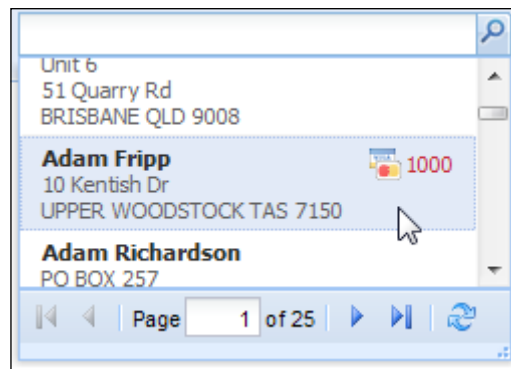 Unit 6
51 Quarry Rd
BRISBANE QLD 9008
Adam Fripp 1000
10 Kentish Dr
UPPER WOODSTOCK TAS 7150
Adam Richardson
PO BOX 257
Page 1 of 25